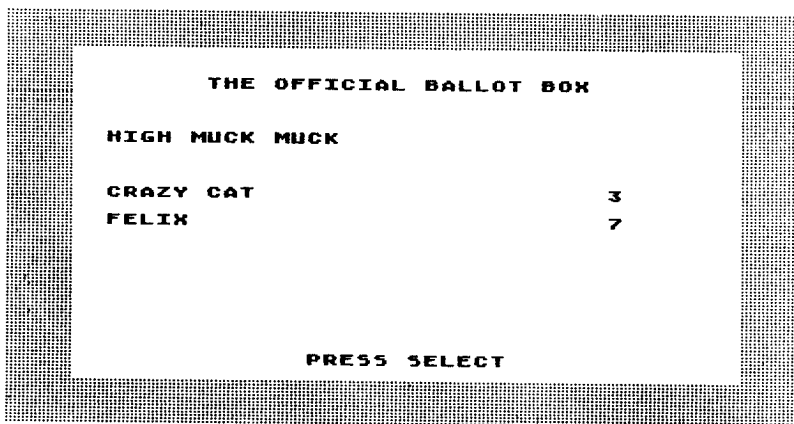 THE OFFICIAL BALLOT BOX
HIGH MUCK MUCK
CRAZY CAT 3
FELIX 7
PRESS SELECT